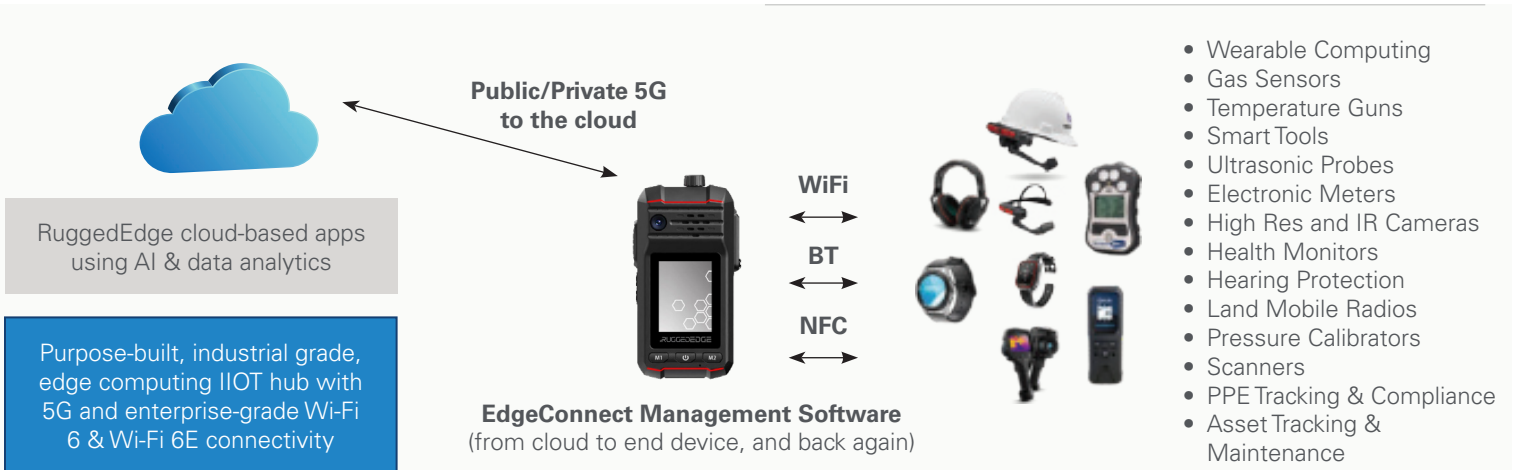 Public/Private 5G
to the cloud
RuggedEdge cloud-based apps
using AI & data analytics
Purpose-built, industrial grade,
edge computing IIOT hub with
5G and enterprise-grade Wi-Fi
6 & Wi-Fi 6E connectivity
RUGGEDEDGE
M1
M2
EdgeConnect Management Software
(from cloud to end device, and back again)
WiFi
BT
NFC
• Wearable Computing
• Gas Sensors
• Temperature Guns
• Smart Tools
• Ultrasonic Probes
• Electronic Meters
• High Res and IR Cameras
• Health Monitors
• Hearing Protection
• Land Mobile Radios
• Pressure Calibrators
• Scanners
• PPE Tracking & Compliance
• Asset Tracking &
Maintenance